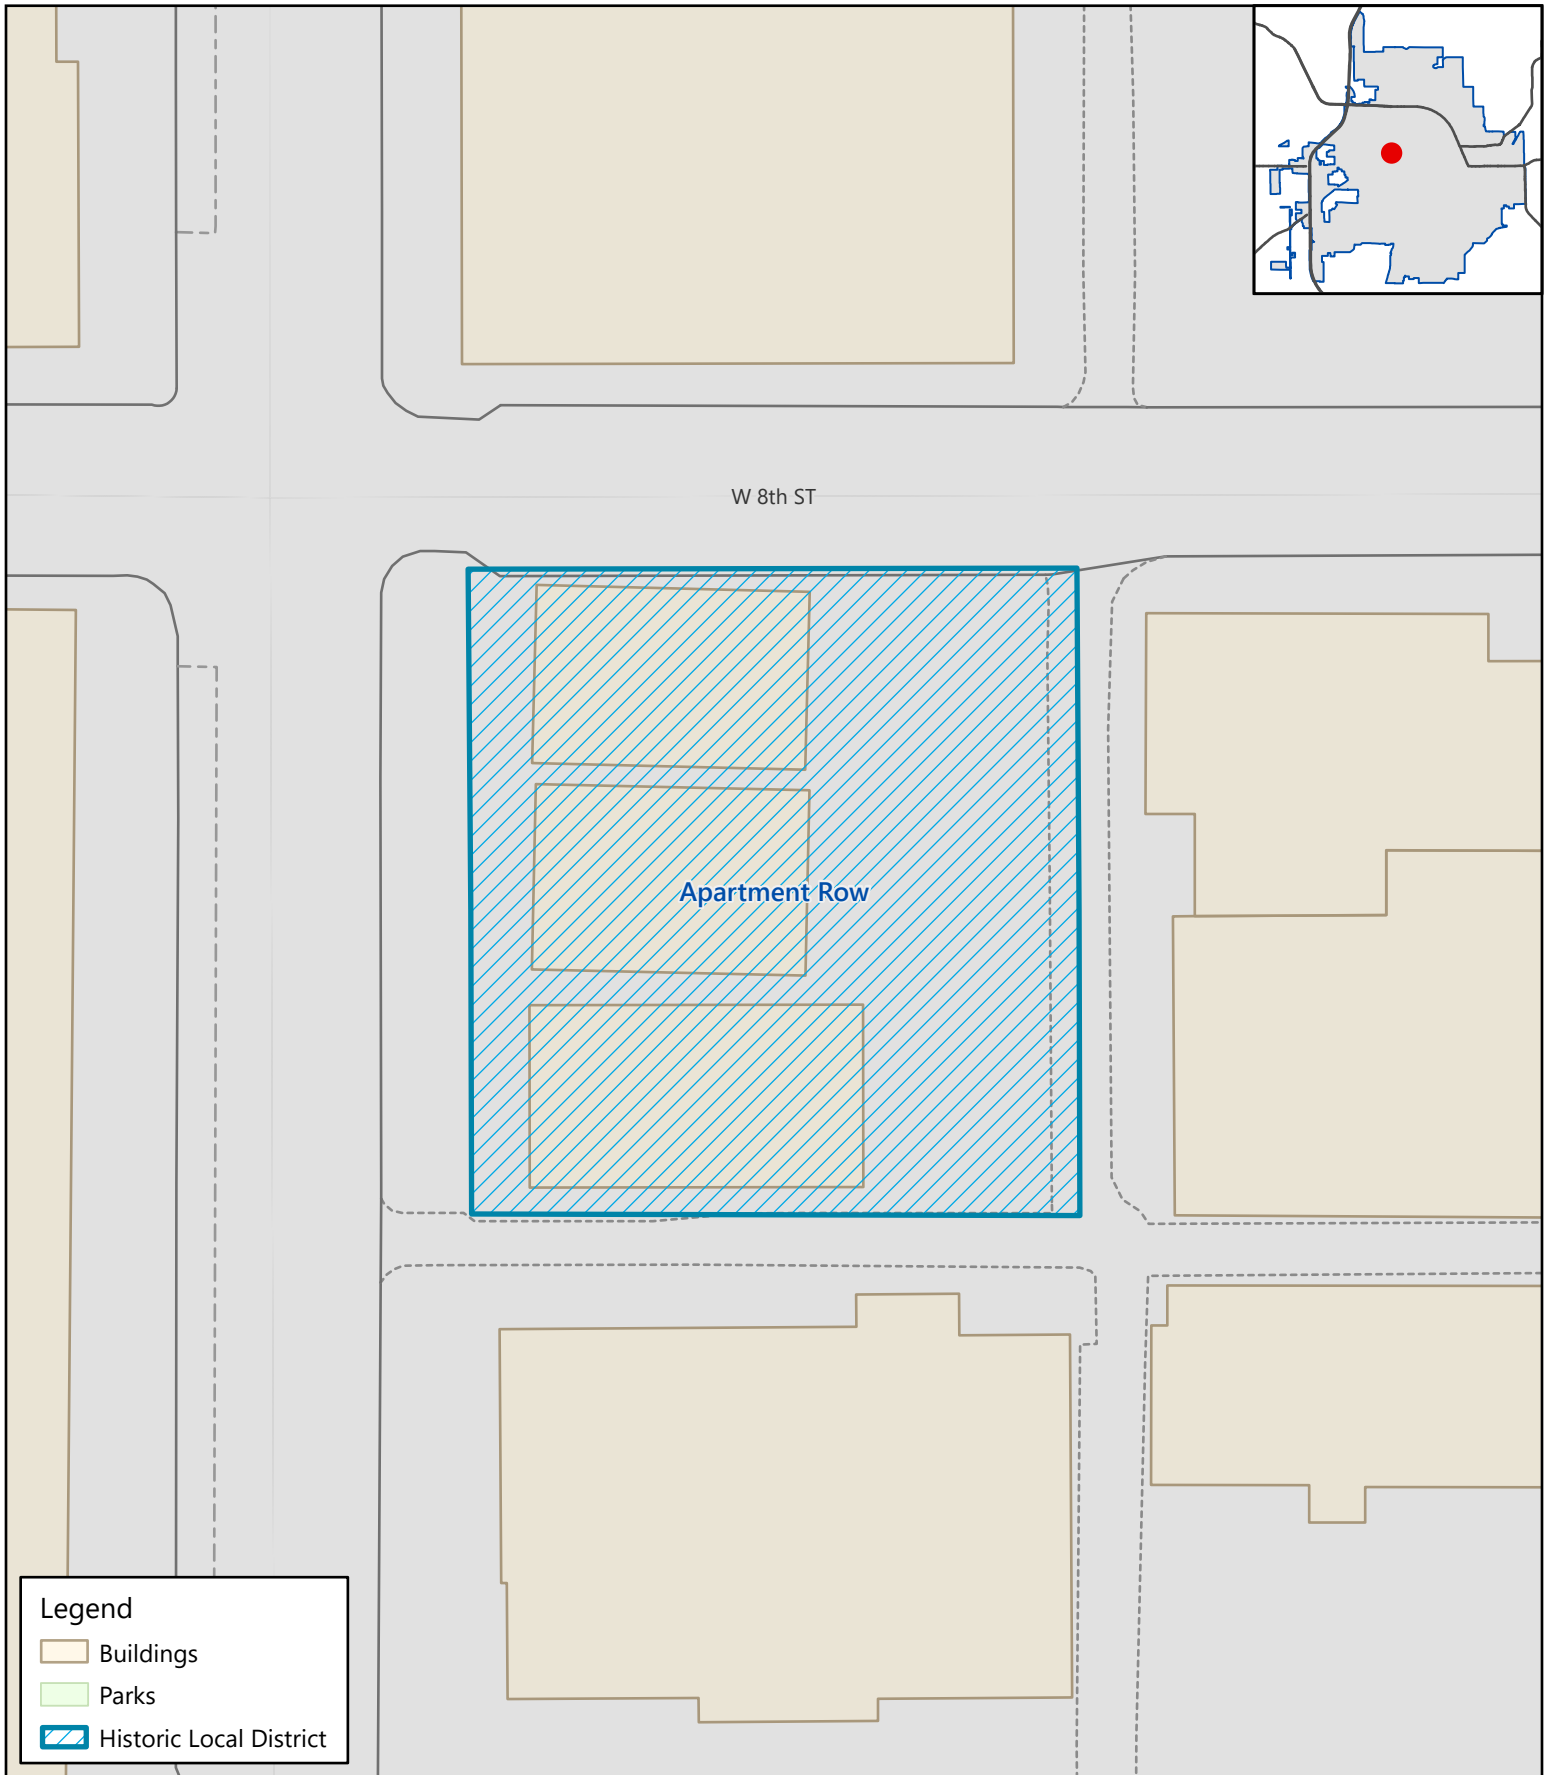 W 8th ST
Apartment Row
Legend
Buildings
Parks
Historic Local District